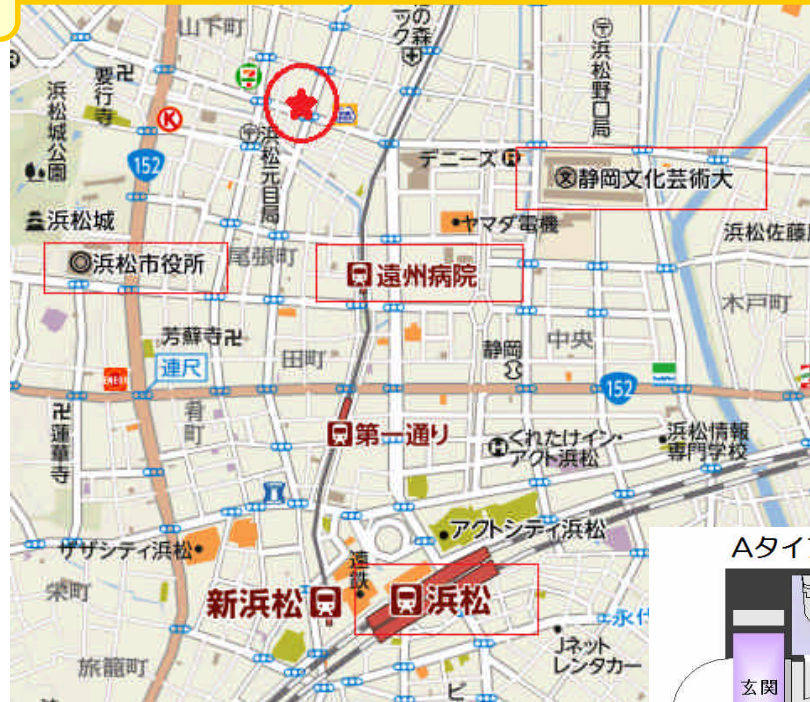 山下町
の森
ック
浜松野口局
要行寺
浜松城公園
K
浜松元目局
152
デニーズ
静岡文化芸術大
浜松城
ヤマダ電機
浜松佐藤
浜松市役所
尾張町
遠州病院
木戸町
芳蘇寺
連尺
田町
静岡
中央
ENEOS
152
肴町
蓮華寺
第一通り
くれたけイン・
アクト浜松
浜松情報
専門学校
アクトシティ浜松
ザザシティ浜松
遠鉄
Aタイプ
栄町
新浜松
浜松
永代
Jネット
レンタカー
旅籠町
ビ
玄関